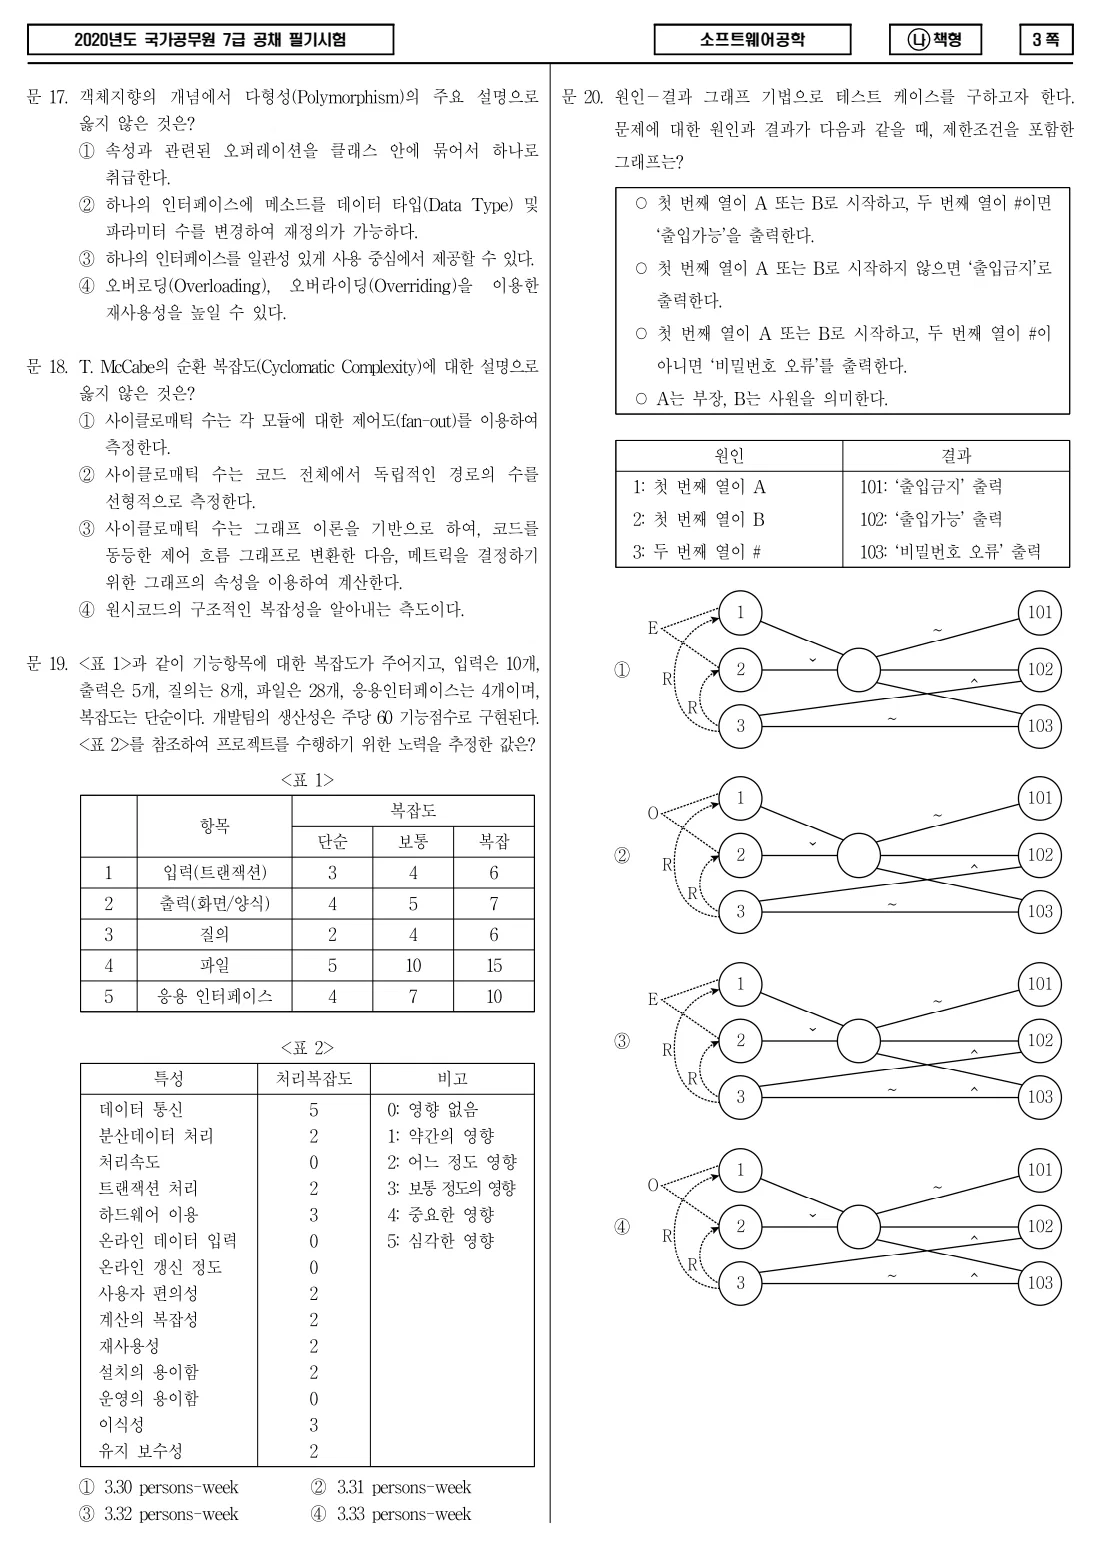 2020년도 국가공무원 7급 공채 필기시험
소프트웨어공학
㉯ 책형
3 쪽
문 17. 객체지향의 개념에서 다형성(Polymorphism)의 주요 설명으로
옳지 않은 것은?
① 속성과 관련된 오퍼레이션을 클래스 안에 묶어서 하나로
취급한다.
② 하나의 인터페이스에 메소드를 데이터 타입(Data Type) 및
파라미터 수를 변경하여 재정의가 가능하다.
③ 하나의 인터페이스를 일관성 있게 사용 중심에서 제공할 수 있다.
④ 오버로딩(Overloading), 오버라이딩(Overriding)을 이용한
재사용성을 높일 수 있다.
문 18. T. McCabe의 순환 복잡도(Cyclomatic Complexity)에 대한 설명으로
옳지 않은 것은?
① 사이클로매틱 수는 각 모듈에 대한 제어도(fan-out)를 이용하여
측정한다.
② 사이클로매틱 수는 코드 전체에서 독립적인 경로의 수를
선형적으로 측정한다.
③ 사이클로매틱 수는 그래프 이론을 기반으로 하여, 코드를
동등한 제어 흐름 그래프로 변환한 다음, 메트릭을 결정하기
위한 그래프의 속성을 이용하여 계산한다.
④ 원시코드의 구조적인 복잡성을 알아내는 측도이다.
문 19. <표 1>과 같이 기능항목에 대한 복잡도가 주어지고, 입력은 10개,
출력은 5개, 질의는 8개, 파일은 28개, 응용인터페이스는 4개이며,
복잡도는 단순이다. 개발팀의 생산성은 주당 60 기능점수로 구현된다.
<표 2>를 참조하여 프로젝트를 수행하기 위한 노력을 추정한 값은?
<표 1>
항목 복잡도
단순 보통 복잡
1 입력(트랜잭션) 3 4 6
2 출력(화면/양식) 4 5 7
3 질의 2 4 6
4 파일 5 10 15
5 응용 인터페이스 4 7 10
<표 2>
특성 처리복잡도 비고
데이터 통신 5 0: 영향 없음
분산데이터 처리 2 1: 약간의 영향
처리속도 0 2: 어느 정도 영향
트랜잭션 처리 2 3: 보통 정도의 영향
하드웨어 이용 3 4: 중요한 영향
온라인 데이터 입력 0 5: 심각한 영향
온라인 갱신 정도 0
사용자 편의성 2
계산의 복잡성 2
재사용성 2
설치의 용이함 2
운영의 용이함 0
이식성 3
유지 보수성 2
① 3.30 persons-week ② 3.31 persons-week
③ 3.32 persons-week ④ 3.33 persons-week
문 20. 원인-결과 그래프 기법으로 테스트 케이스를 구하고자 한다.
문제에 대한 원인과 결과가 다음과 같을 때, 제한조건을 포함한
그래프는?
○ 첫 번째 열이 A 또는 B로 시작하고, 두 번째 열이 #이면
‘출입가능’을 출력한다.
○ 첫 번째 열이 A 또는 B로 시작하지 않으면 ‘출입금지’로
출력한다.
○ 첫 번째 열이 A 또는 B로 시작하고, 두 번째 열이 #이
아니면 ‘비밀번호 오류’를 출력한다.
○ A는 부장, B는 사원을 의미한다.
원인 결과
1: 첫 번째 열이 A 101: ‘출입금지’ 출력
2: 첫 번째 열이 B 102: ‘출입가능’ 출력
3: 두 번째 열이 # 103: ‘비밀번호 오류’ 출력
①
E R R 1 2 3 ˇ ~ ^ ~ 101 102 103
②
O R R 1 2 3 ˇ ~ ^ ~ 101 102 103
③
E R R 1 2 3 ˇ ~ ^ ~ ^ 101 102 103
④
O R R 1 2 3 ˇ ~ ^ ~ ^ 101 102 103